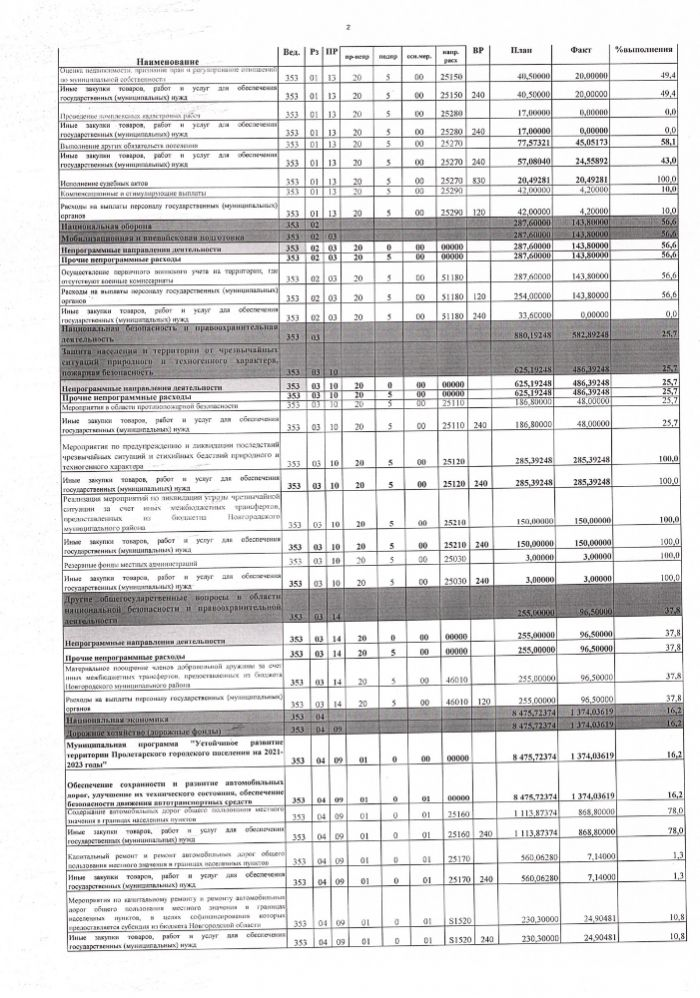 2
Наименование Вед. Рз ПР пр-непр подпр осн.мер. напр. расх ВР План Факт %выполнения
Оценка недвижимости, признание прав и регулирование отношений
по муниципальной собственности 353 01 13 20 5 00 25150 40,50000 20,00000 49,4
Иные закупки товаров, работ и услуг для обеспечения
государственных (муниципальных) нужд 353 01 13 20 5 00 25150 240 40,50000 20,00000 49,4
Проведение комплексных кадастровых работ 353 01 13 20 5 00 25280 17,00000 0,00000 0,0
Иные закупки товаров, работ и услуг для обеспечения
государственных (муниципальных) нужд 353 01 13 20 5 00 25280 240 17,00000 0,00000 0,0
Выполнение других обязательств поселения 353 01 13 20 5 00 25270 77,57321 45,05173 58,1
Иные закупки товаров, работ и услуг для обеспечения
государственных (муниципальных) нужд 353 01 13 20 5 00 25270 240 57,08040 24,55892 43,0
Исполнение судебных актов 353 01 13 20 5 00 25270 830 20,49281 20,49281 100,0
Компенсационные и стимулирующие выплаты 353 01 13 20 5 00 25290 42,00000 4,20000 10,0
Расходы на выплаты персоналу государственных (муниципальных)
органов 353 01 13 20 5 00 25290 120 42,00000 4,20000 10,0
Национальная оборона 353 02 287,60000 143,80000 56,6
Мобилизационная и вневойсковая подготовка 353 02 03 287,60000 143,80000 56,6
Непрограммные направления деятельности 353 02 03 20 0 00 00000 287,60000 143,80000 56,6
Прочие непрограммные расходы 353 02 03 20 5 00 00000 287,60000 143,80000 56,6
Осуществление первичного воинского учета на территориях, где
отсутствуют военные комиссариаты 353 02 03 20 5 00 51180 287,60000 143,80000 56,6
Расходы на выплаты персоналу государственных (муниципальных)
органов 353 02 03 20 5 00 51180 120 254,00000 143,80000 56,6
Иные закупки товаров, работ и услуг для обеспечения
государственных (муниципальных) нужд 353 02 03 20 5 00 51180 240 33,60000 0,00000 0,0
Национальная безопасность и правоохранительная
деятельность 353 03 880,19248 582,89248 25,7
Защита населения и территории от чрезвычайных
ситуаций природного и техногенного характера,
пожарная безопасность 353 03 10 625,19248 486,39248 25,7
Непрограммные направления деятельности 353 03 10 20 0 00 00000 625,19248 486,39248 25,7
Прочие непрограммные расходы 353 03 10 20 5 00 00000 625,19248 486,39248 25,7
Мероприятия в области противопожарной безопасности 353 03 10 20 5 00 25110 186,80000 48,00000 25,7
Иные закупки товаров, работ и услуг для обеспечения
государственных (муниципальных) нужд 353 03 10 20 5 00 25110 240 186,80000 48,00000 25,7
Мероприятия по предупреждению и ликвидации последствий
чрезвычайных ситуаций и стихийных бедствий природного и
техногенного характера 353 03 10 20 5 00 25120 285,39248 285,39248 100,0
Иные закупки товаров, работ и услуг для обеспечения
государственных (муниципальных) нужд 353 03 10 20 5 00 25120 240 285,39248 285,39248 100,0
Реализация мероприятий по ликвидации угрозы чрезвычайной
ситуации за счет иных межбюджетных трансфертов,
предоставленных из бюджета Новгородского
муниципального района 353 03 10 20 5 00 25210 150,00000 150,00000 100,0
Иные закупки товаров, работ и услуг для обеспечения
государственных (муниципальных) нужд 353 03 10 20 5 00 25210 240 150,00000 150,00000 100,0
Резервные фонды местных администраций 353 03 10 20 5 00 25030 3,00000 3,00000 100,0
Иные закупки товаров, работ и услуг для обеспечения
государственных (муниципальных) нужд 353 03 10 20 5 00 25030 240 3,00000 3,00000 100,0
Другие общегосударственные вопросы в области
национальной безопасности и правоохранительной
деятельности 353 03 14 255,00000 96,50000 37,8
Непрограммные направления деятельности 353 03 14 20 0 00 00000 255,00000 96,50000 37,8
Прочие непрограммные расходы 353 03 14 20 5 00 00000 255,00000 96,50000 37,8
Материальное поощрение членов добровольной дружины за счет
иных межбюджетных трансфертов, предоставленных из бюджета
Новгородского муниципального района 353 03 14 20 5 00 46010 255,00000 96,50000 37,8
Расходы на выплаты персоналу государственных (муниципальных)
органов 353 03 14 20 5 00 46010 120 255,00000 96,50000 37,8
Национальная экономика 353 04 8 475,72374 1 374,03619 16,2
Дорожное хозяйство (дорожные фонды) 353 04 09 8 475,72374 1 374,03619 16,2
Муниципальная программа "Устойчивое развитие
территории Пролетарского городского поселения на 2021-
2023 годы" 353 04 09 01 0 00 00000 8 475,72374 1 374,03619 16,2
Обеспечение сохранности и развитие автомобильных
дорог, улучшение их технического состояния, обеспечение
безопасности движения автотранспортных средств 353 04 09 01 0 01 00000 8 475,72374 1 374,03619 16,2
Содержание автомобильных дорог общего пользования местного
значения в границах населенных пунктов 353 04 09 01 0 01 25160 1 113,87374 868,80000 78,0
Иные закупки товаров, работ и услуг для обеспечения
государственных (муниципальных) нужд 353 04 09 01 0 01 25160 240 1 113,87374 868,80000 78,0
Капитальный ремонт и ремонт автомобильных дорог общего
пользования местного значения в границах населенных пунктов 353 04 09 01 0 01 25170 560,06280 7,14000 1,3
Иные закупки товаров, работ и услуг для обеспечения
государственных (муниципальных) нужд 353 04 09 01 0 01 25170 240 560,06280 7,14000 1,3
Мероприятия по капитальному ремонту и ремонту автомобильных
дорог общего пользования местного значения в границах
населенных пунктов, в целях софинансирования которых
предоставляется субсидия из бюджета Новгородской области 353 04 09 01 0 01 S1520 230,30000 24,90481 10,8
Иные закупки товаров, работ и услуг для обеспечения
государственных (муниципальных) нужд 353 04 09 01 0 01 S1520 240 230,30000 24,90481 10,8